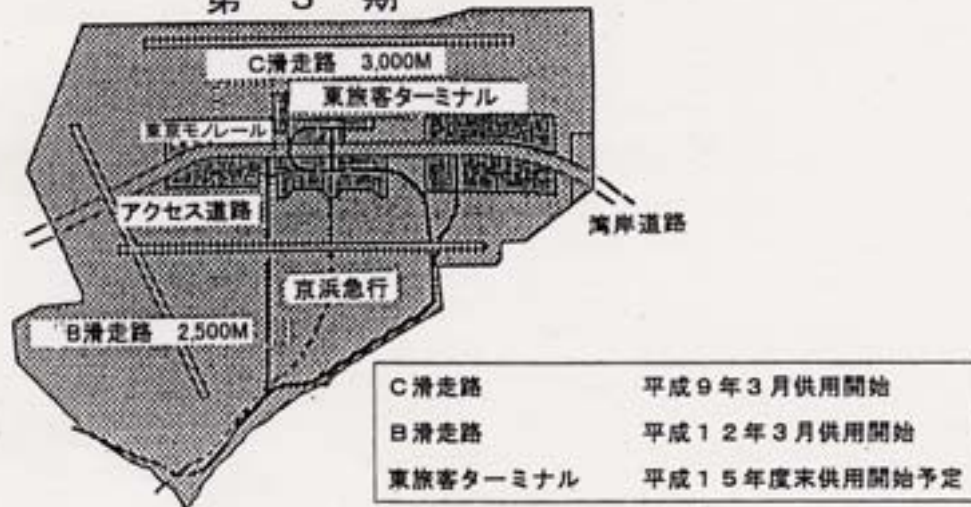 第 3 期
C滑走路 3,000M
東旅客ターミナル
東京モノレール
アクセス道路
湾岸道路
京浜急行
B滑走路 2,500M
C滑走路 平成9年3月供用開始
B滑走路 平成12年3月供用開始
東旅客ターミナル 平成15年度末供用開始予定